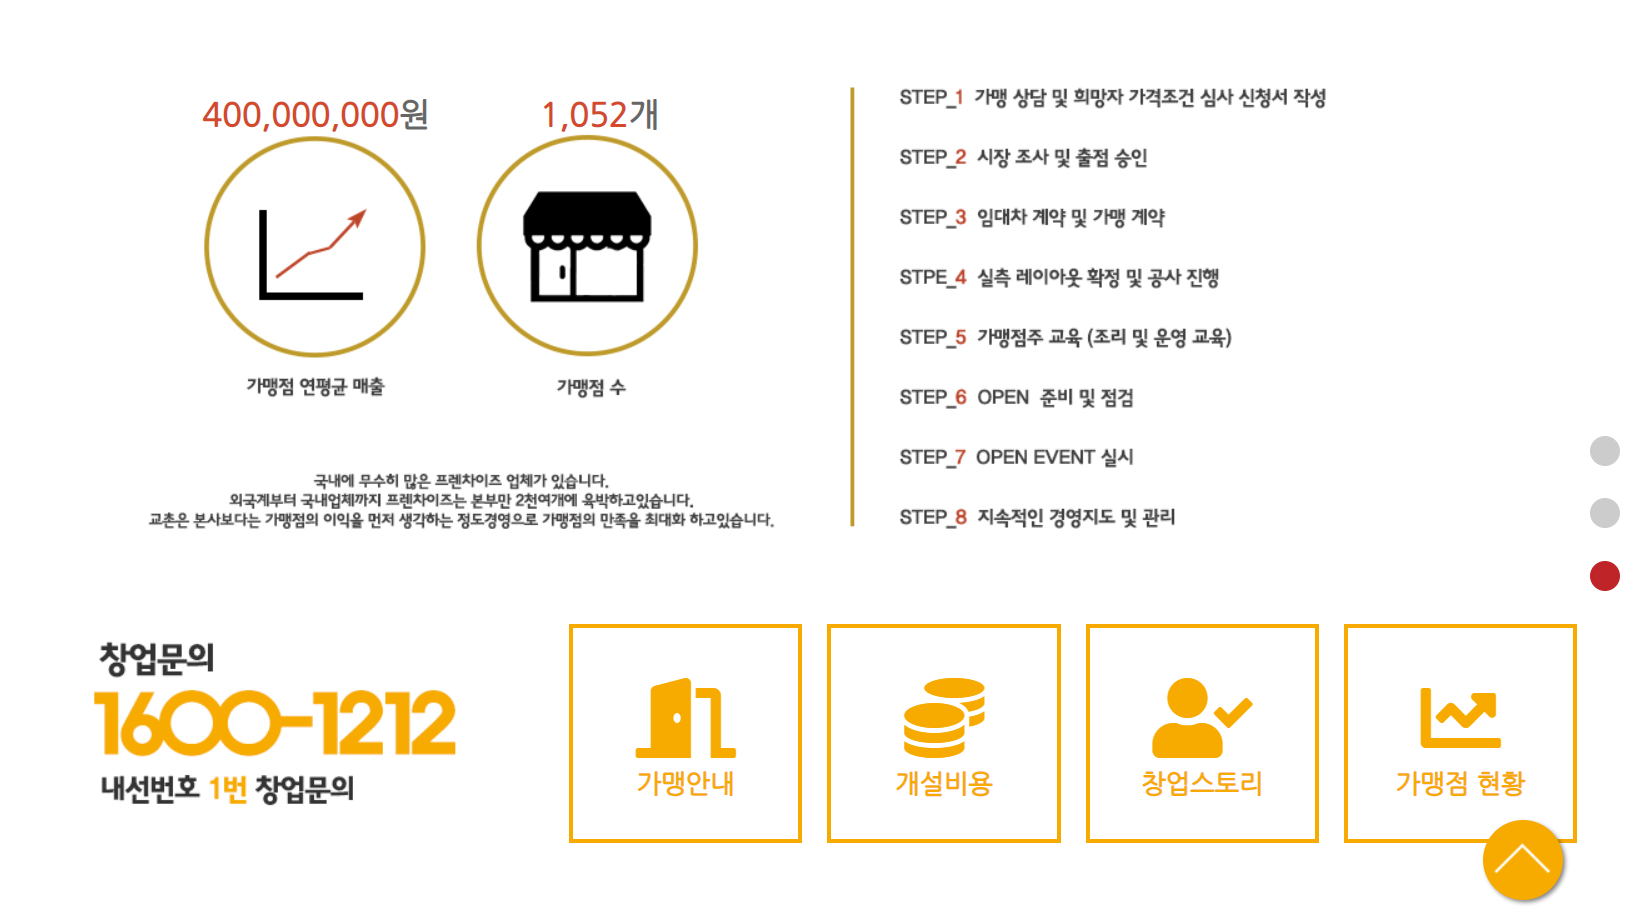 400,000,000원
1,052개
가맹점 연평균 매출
가맹점 수
국내에 무수히 많은 프렌차이즈 업체가 있습니다.
외국계부터 국내업체까지 프렌차이즈는 본부만 2천여개에 육박하고있습니다.
교촌은 본사보다는 가맹점의 이익을 먼저 생각하는 정도경영으로 가맹점의 만족을 최대화 하고있습니다.
STEP_1 가맹 상담 및 희망자 가격조건 심사 신청서 작성
STEP_2 시장 조사 및 출점 승인
STEP_3 임대차 계약 및 가맹 계약
STPE_4 실측 레이아웃 확정 및 공사 진행
STEP_5 가맹점주 교육 (조리 및 운영 교육)
STEP_6 OPEN 준비 및 점검
STEP_7 OPEN EVENT 실시
STEP_8 지속적인 경영지도 및 관리
창업문의
1600-1212
내선번호 1번 창업문의
가맹안내
개설비용
창업스토리
가맹점 현황